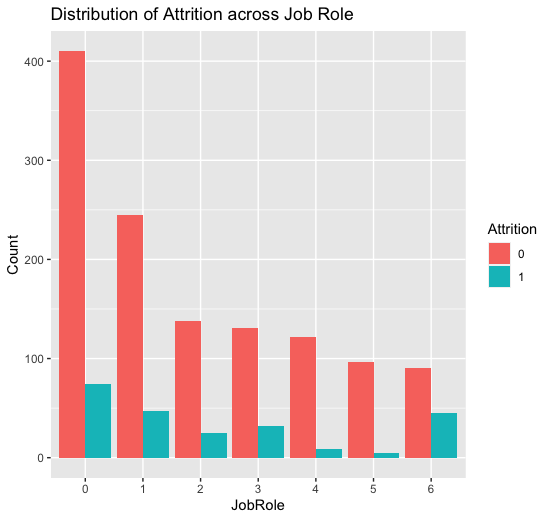 Distribution of Attrition across Job Role
400
300
200
100
0
Count
0 1 2 3 4 5 6
JobRole
Attrition
0
1